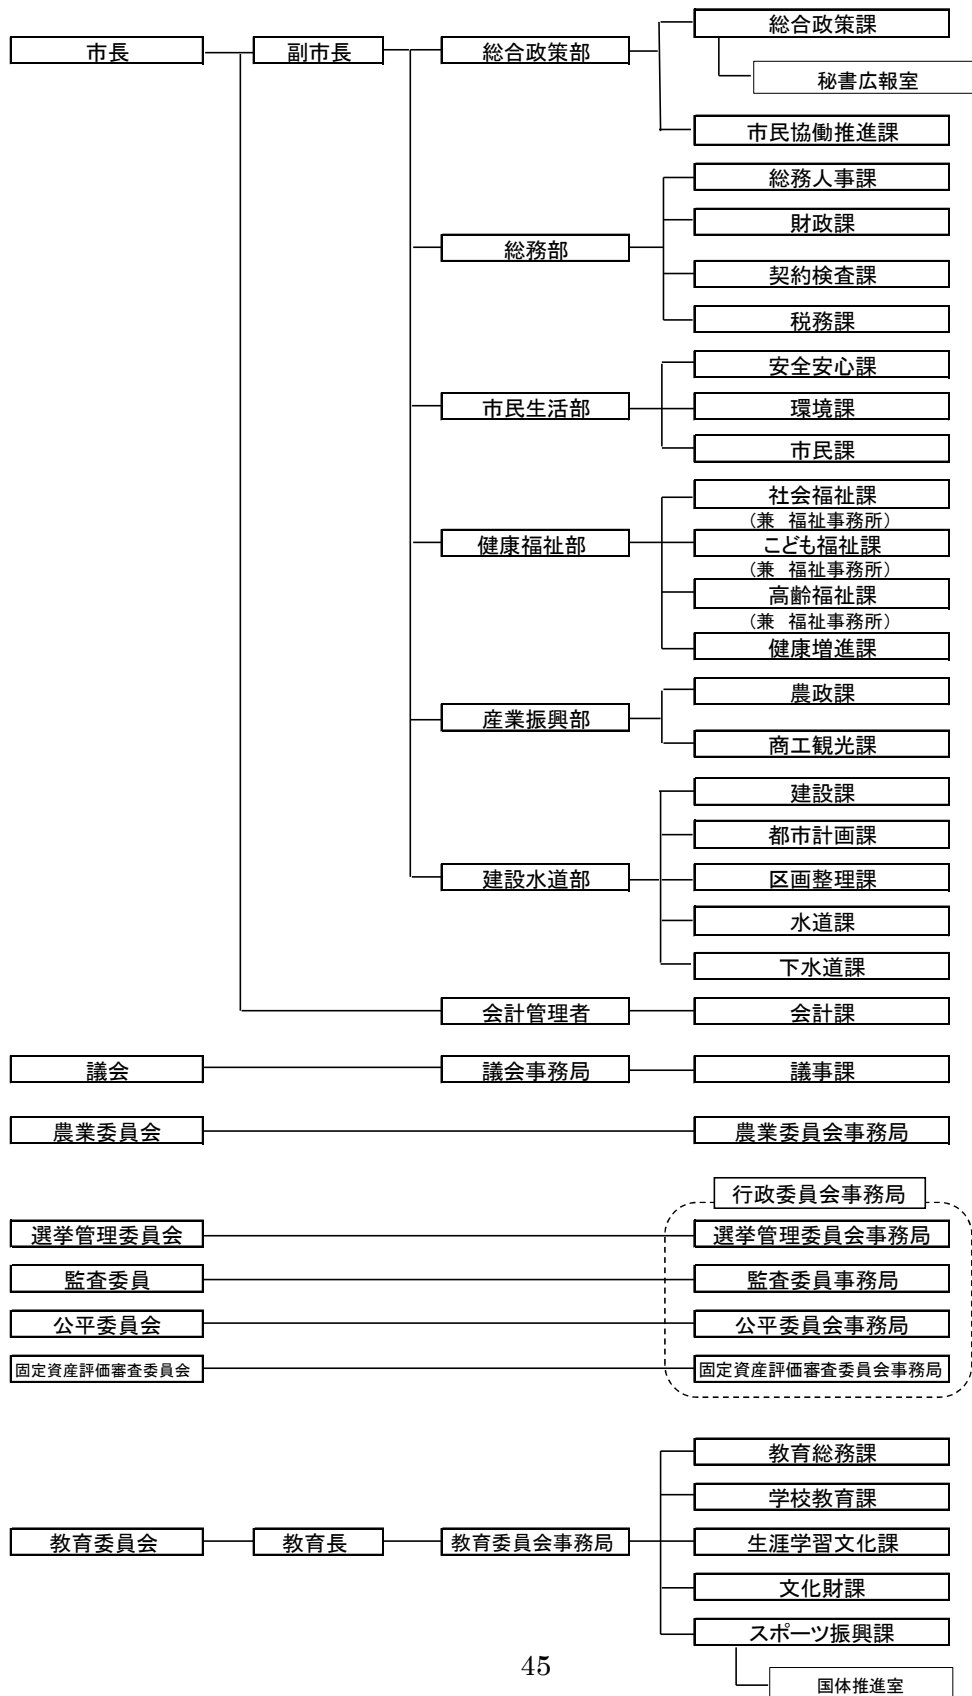 市長
副市長
総合政策部
総合政策課
秘書広報室
市民協働推進課
総務部
総務人事課
財政課
契約検査課
税務課
市民生活部
安全安心課
環境課
市民課
健康福祉部
社会福祉課
(兼 福祉事務所)
こども福祉課
(兼 福祉事務所)
高齢福祉課
(兼 福祉事務所)
健康増進課
産業振興部
農政課
商工観光課
建設水道部
建設課
都市計画課
区画整理課
水道課
下水道課
会計管理者
会計課
議会
議会事務局
議事課
農業委員会
農業委員会事務局
行政委員会事務局
選挙管理委員会
選挙管理委員会事務局
監査委員
監査委員事務局
公平委員会
公平委員会事務局
固定資産評価審査委員会
固定資産評価審査委員会事務局
教育委員会
教育長
教育委員会事務局
教育総務課
学校教育課
生涯学習文化課
文化財課
スポーツ振興課
国体推進室
45